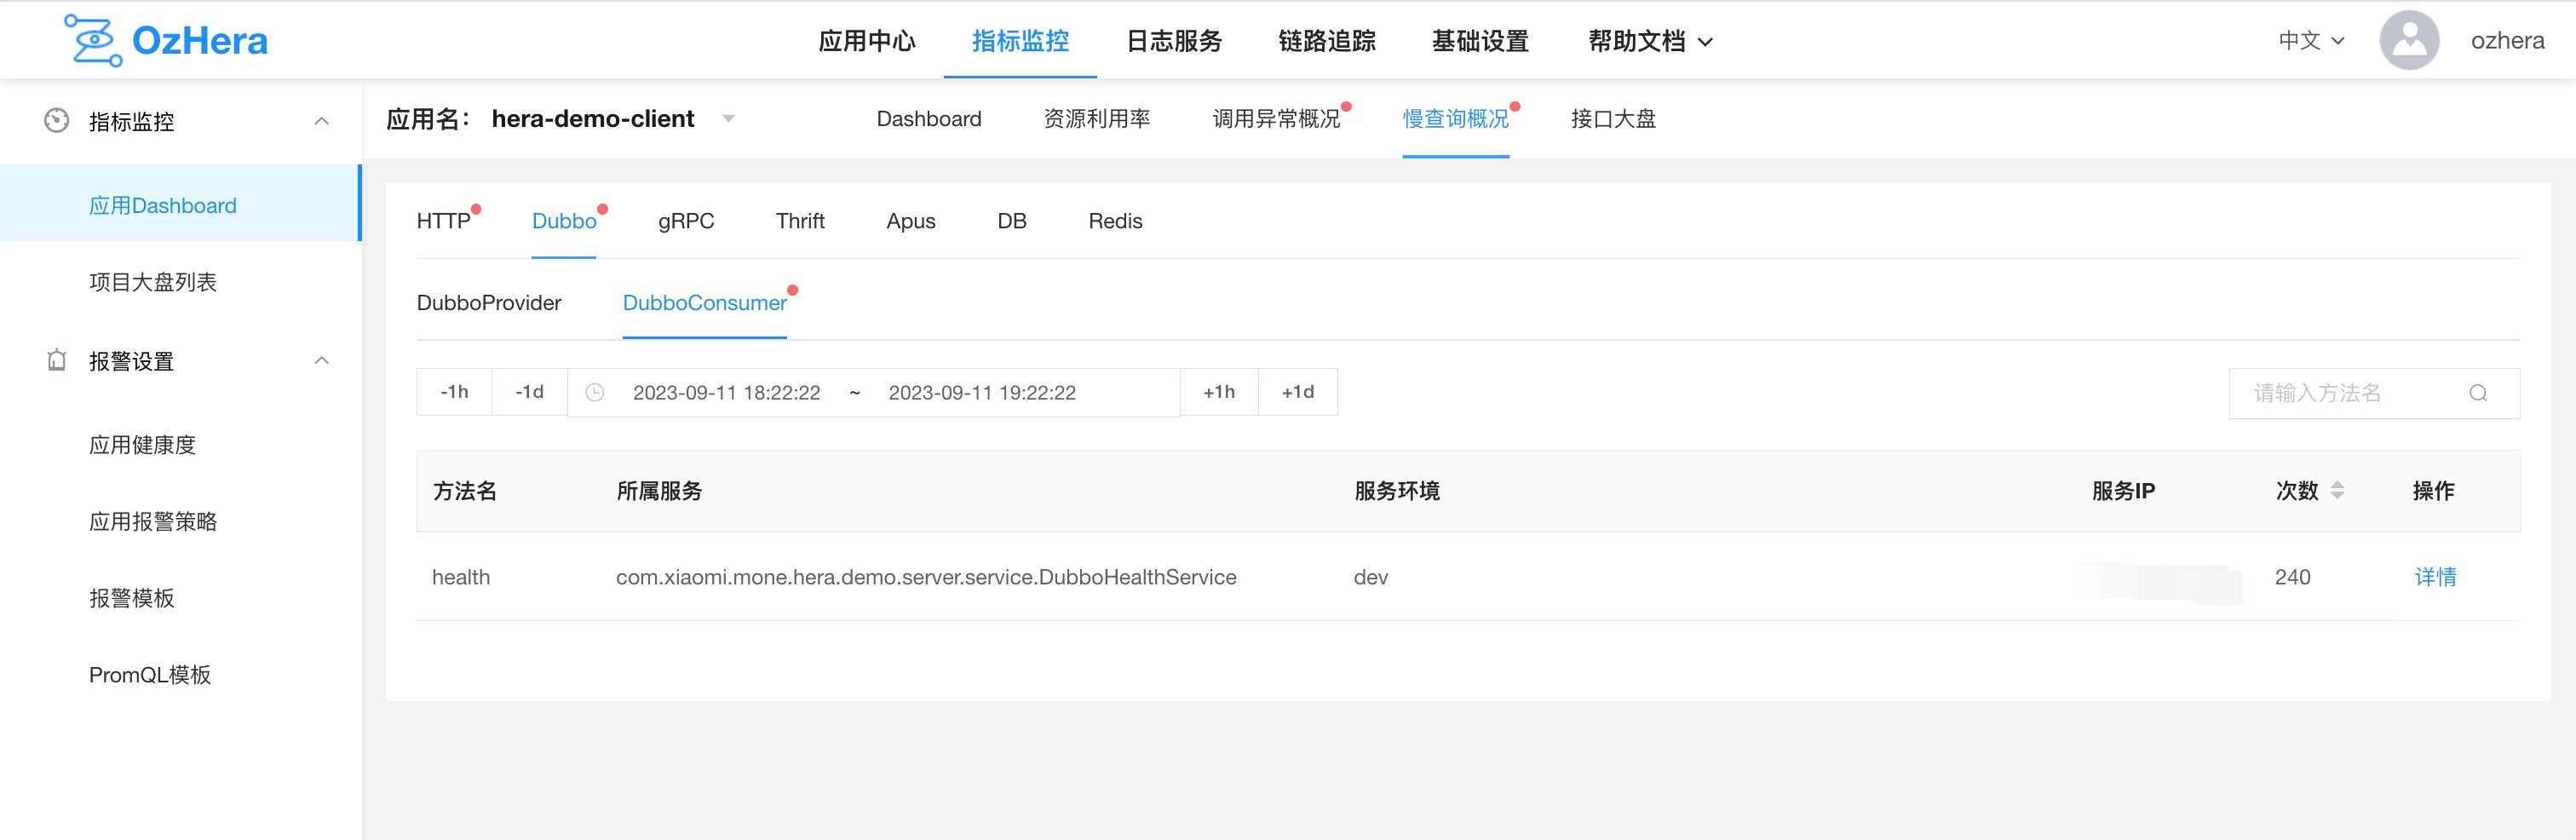 OzHera 应用中心 指标监控 日志服务 链路追踪 基础设置 帮助文档 中文 ozhera
指标监控
应用Dashboard
项目大盘列表
报警设置
应用健康度
应用报警策略
报警模板
PromQL模板
应用名： hera-demo-client Dashboard 资源利用率 调用异常概况 慢查询概况 接口大盘
HTTP Dubbo gRPC Thrift Apus DB Redis
DubboProvider DubboConsumer
-1h -1d 2023-09-11 18:22:22 ~ 2023-09-11 19:22:22 +1h +1d 请输入方法名
方法名 所属服务 服务环境 服务IP 次数 操作
health com.xiaomi.mone.hera.demo.server.service.DubboHealthService dev 240 详情